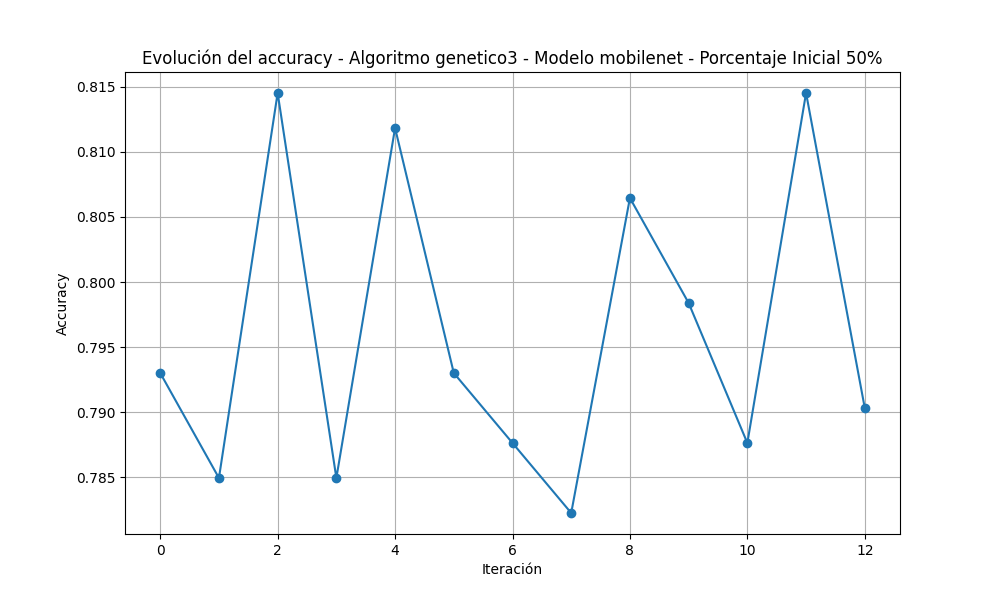 Evolución del accuracy - Algoritmo genetico3 - Modelo mobilenet - Porcentaje Inicial 50%
0.815
0.810
0.805
0.800
0.795
0.790
0.785
Accuracy
0 2 4 6 8 10 12
Iteración